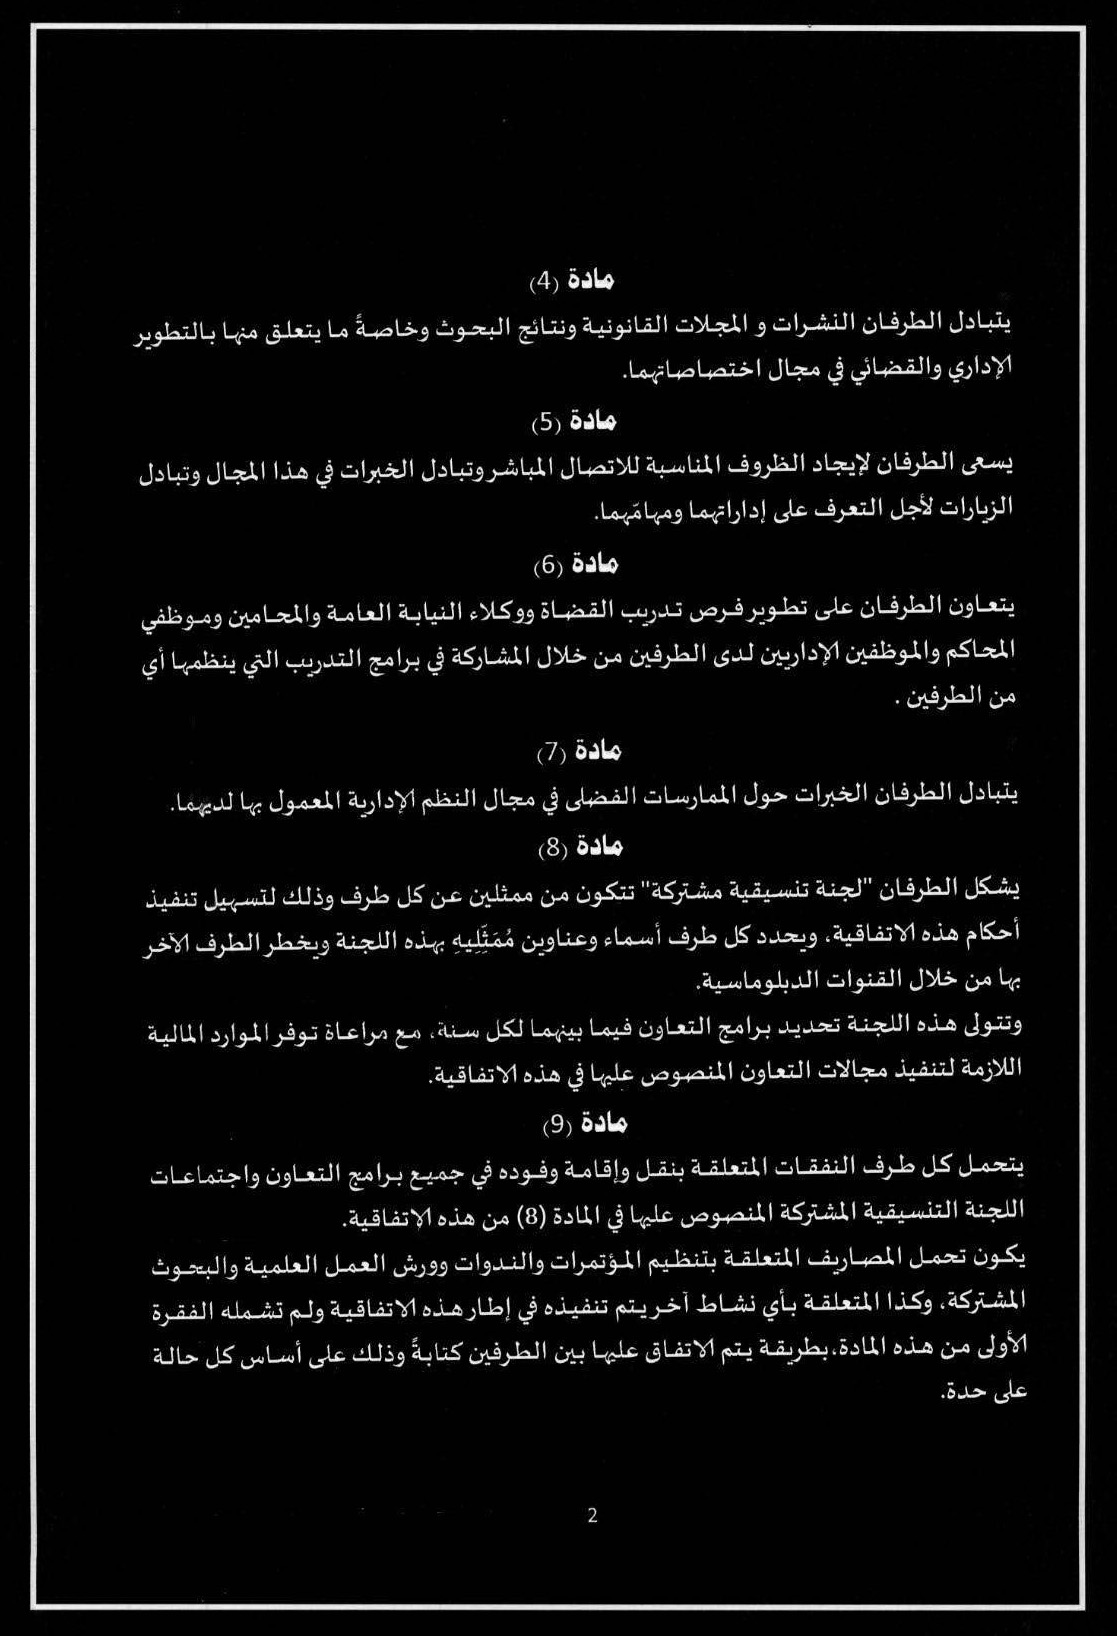 مادة (4)
يتبادل الطرفان النشرات و المجلات القانونية ونتائج البحوث وخاصةً ما يتعلق منها بالتطوير
الإداري والقضائي في مجال اختصاصاتهما.
مادة (5)
يسعى الطرفان لإيجاد الظروف المناسبة للاتصال المباشر وتبادل الخبرات في هذا المجال وتبادل
الزيارات لأجل التعرف على إداراتهما ومهامّهما.
مادة (6)
يتعاون الطرفان على تطوير فرص تدريب القضاة ووكلاء النيابة العامة والمحامين وموظفي
المحاكم والموظفين الإداريين لدى الطرفين من خلال المشاركة في برامج التدريب التي ينظمها أي
من الطرفين .
مادة (7)
يتبادل الطرفان الخبرات حول الممارسات الفضلى في مجال النظم الإدارية المعمول بها لديهما.
مادة (8)
يشكل الطرفان "لجنة تنسيقية مشتركة" تتكون من ممثلين عن كل طرف وذلك لتسهيل تنفيذ
أحكام هذه الاتفاقية، ويحدد كل طرف أسماء وعناوين مُمَثِّلِيهِ بهذه اللجنة ويخطر الطرف الآخر
بها من خلال القنوات الدبلوماسية.
وتتولى هذه اللجنة تحديد برامج التعاون فيما بينهما لكل سنة، مع مراعاة توفر الموارد المالية
اللازمة لتنفيذ مجالات التعاون المنصوص عليها في هذه الاتفاقية.
مادة (9)
يتحمل كل طرف النفقات المتعلقة بنقل وإقامة وفوده في جميع برامج التعاون واجتماعات
اللجنة التنسيقية المشتركة المنصوص عليها في المادة (8) من هذه الاتفاقية.
يكون تحمل المصاريف المتعلقة بتنظيم المؤتمرات والندوات وورش العمل العلمية والبحوث
المشتركة، وكذا المتعلقة بأي نشاط آخر يتم تنفيذه في إطار هذه الاتفاقية ولم تشمله الفقرة
الأولى من هذه المادة،بطريقة يتم الاتفاق عليها بين الطرفين كتابةً وذلك على أساس كل حالة
على حدة.
2